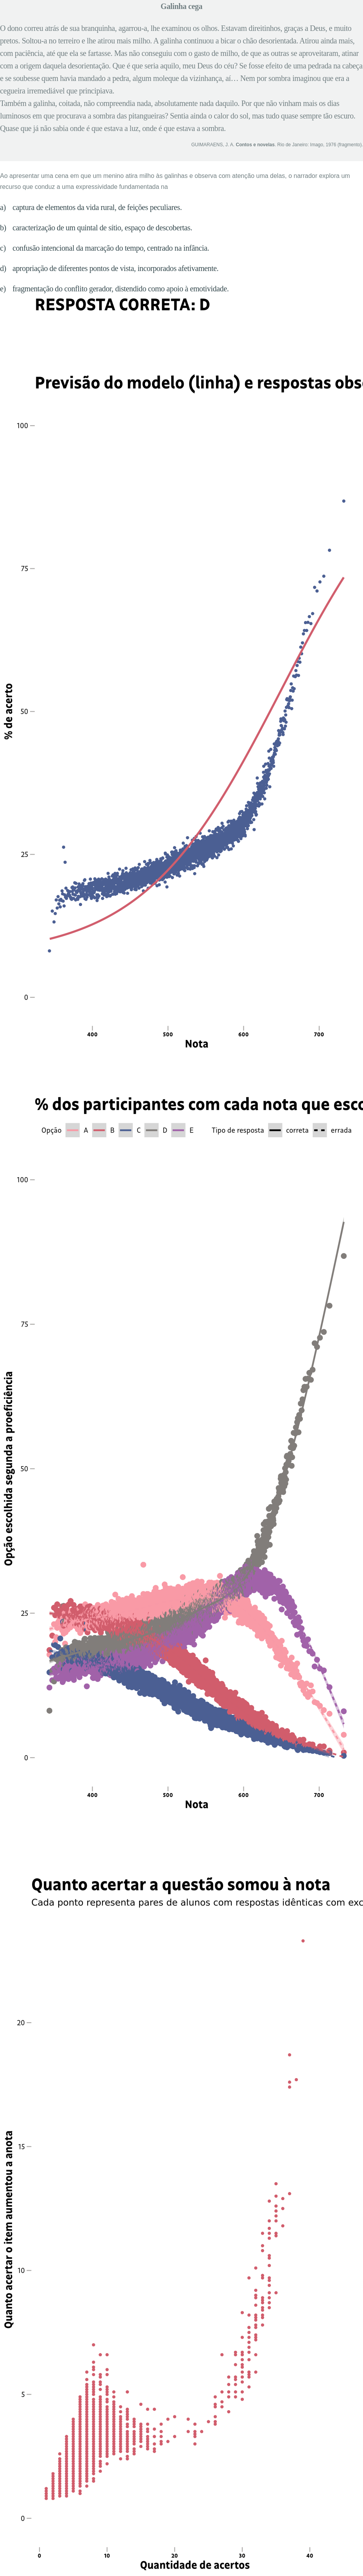 Galinha cega
O dono correu atrás de sua branquinha, agarrou-a, lhe examinou os olhos. Estavam direitinhos, graças a Deus, e muito
pretos. Soltou-a no terreiro e lhe atirou mais milho. A galinha continuou a bicar o chão desorientada. Atirou ainda mais,
com paciência, até que ela se fartasse. Mas não conseguiu com o gasto de milho, de que as outras se aproveitaram, atinar
com a origem daquela desorientação. Que é que seria aquilo, meu Deus do céu? Se fosse efeito de uma pedrada na cabeça
e se soubesse quem havia mandado a pedra, algum moleque da vizinhança, aí… Nem por sombra imaginou que era a
cegueira irremediável que principiava.
Também a galinha, coitada, não compreendia nada, absolutamente nada daquilo. Por que não vinham mais os dias
luminosos em que procurava a sombra das pitangueiras? Sentia ainda o calor do sol, mas tudo quase sempre tão escuro.
Quase que já não sabia onde é que estava a luz, onde é que estava a sombra.
GUIMARAENS, J. A. Contos e novelas. Rio de Janeiro: Imago, 1976 (fragmento).
Ao apresentar uma cena em que um menino atira milho às galinhas e observa com atenção uma delas, o narrador explora um
recurso que conduz a uma expressividade fundamentada na
a) captura de elementos da vida rural, de feições peculiares.
b) caracterização de um quintal de sítio, espaço de descobertas.
c) confusão intencional da marcação do tempo, centrado na infância.
d) apropriação de diferentes pontos de vista, incorporados afetivamente.
e) fragmentação do conflito gerador, distendido como apoio à emotividade.
RESPOSTA CORRETA: D
Previsão do modelo (linha) e respostas obs
100
75
50
25
0
% de acerto
400 500 600 700
Nota
% dos participantes com cada nota que esco
Opção A B C D E Tipo de resposta correta errada
100
75
50
25
0
Opção escolhida segunda a proeficiência
400 500 600 700
Nota
Quanto acertar a questão somou à nota
Cada ponto representa pares de alunos com respostas idênticas com exc
20
15
10
5
0
Quanto acertar o item aumentou a anota
0 10 20 30 40
Quantidade de acertos